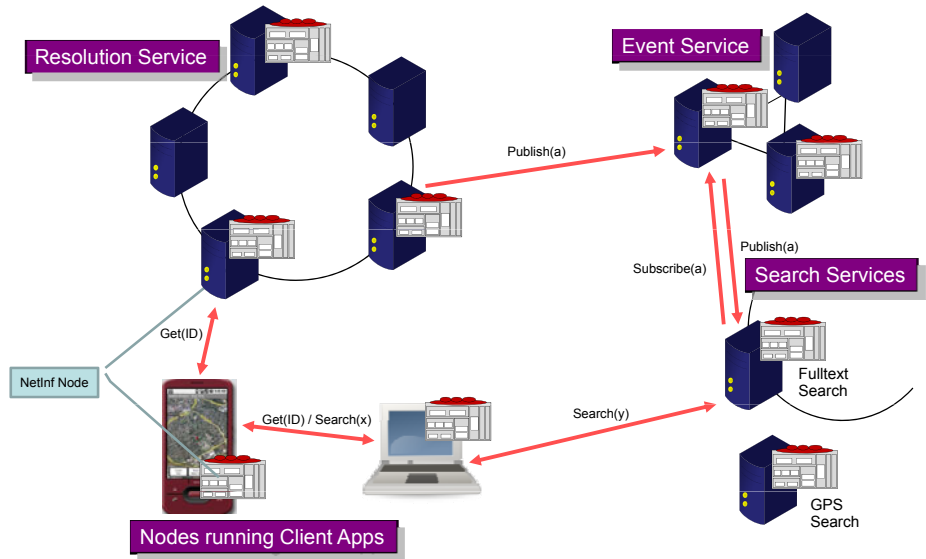 Resolution Service
Event Service
Publish(a)
Publish(a)
Subscribe(a)
Search Services
Get(ID)
NetInf Node
Fulltext
Search
Get(ID) / Search(x)
Search(y)
GPS
Search
Nodes running Client Apps